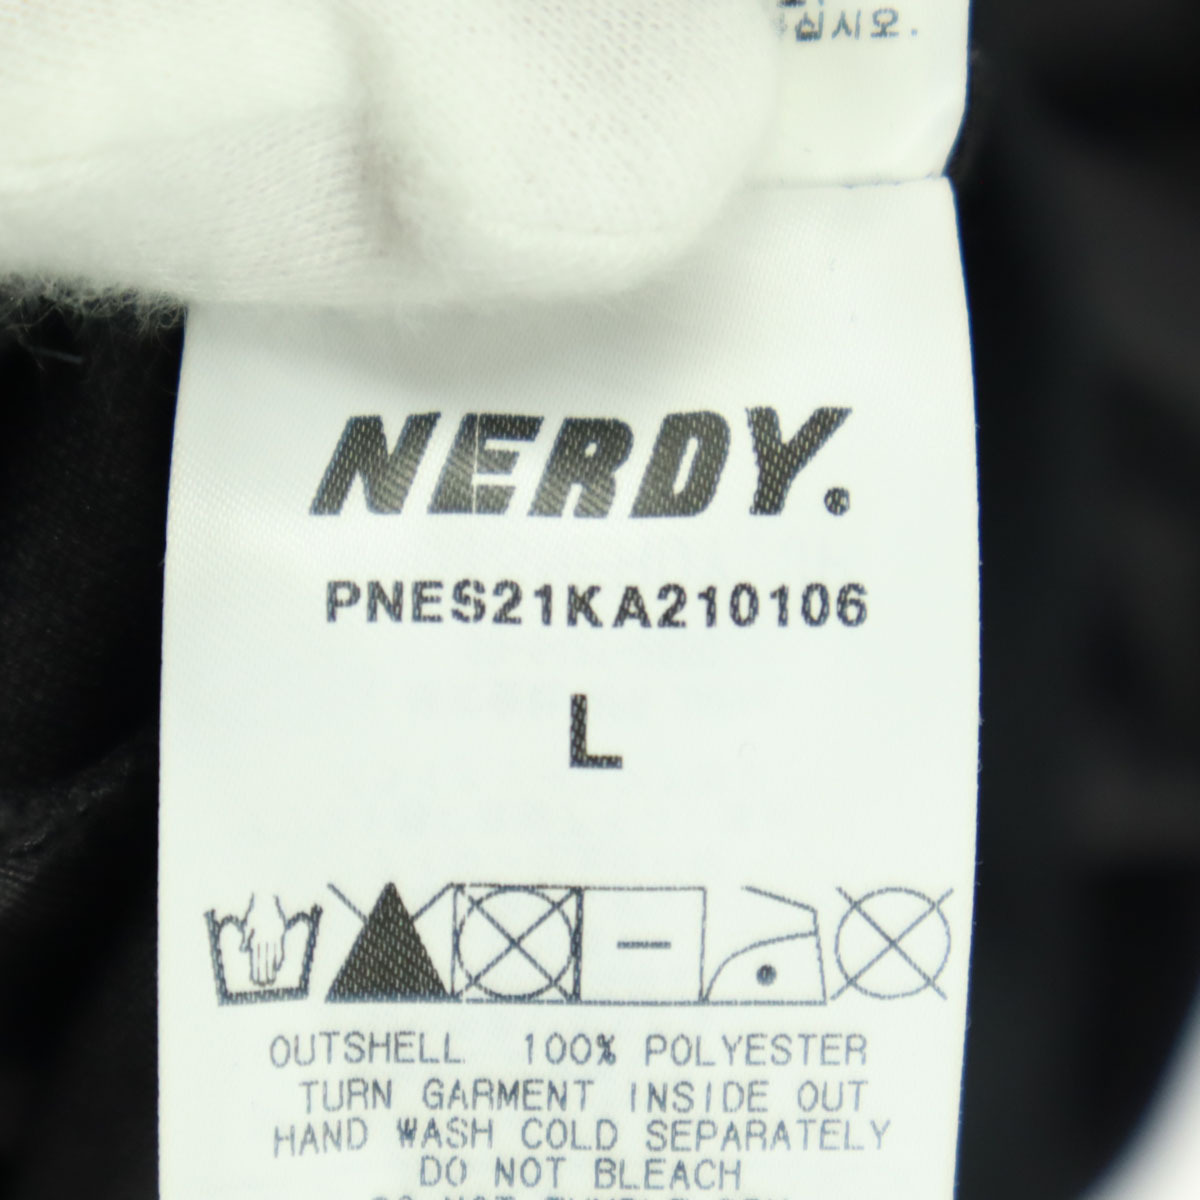 십시오.
NERDY.®
PNES21KA210106
L
OUTSHELL 100% POLYESTER
TURN GARMENT INSIDE OUT
HAND WASH COLD SEPARATELY
DO NOT BLEACH